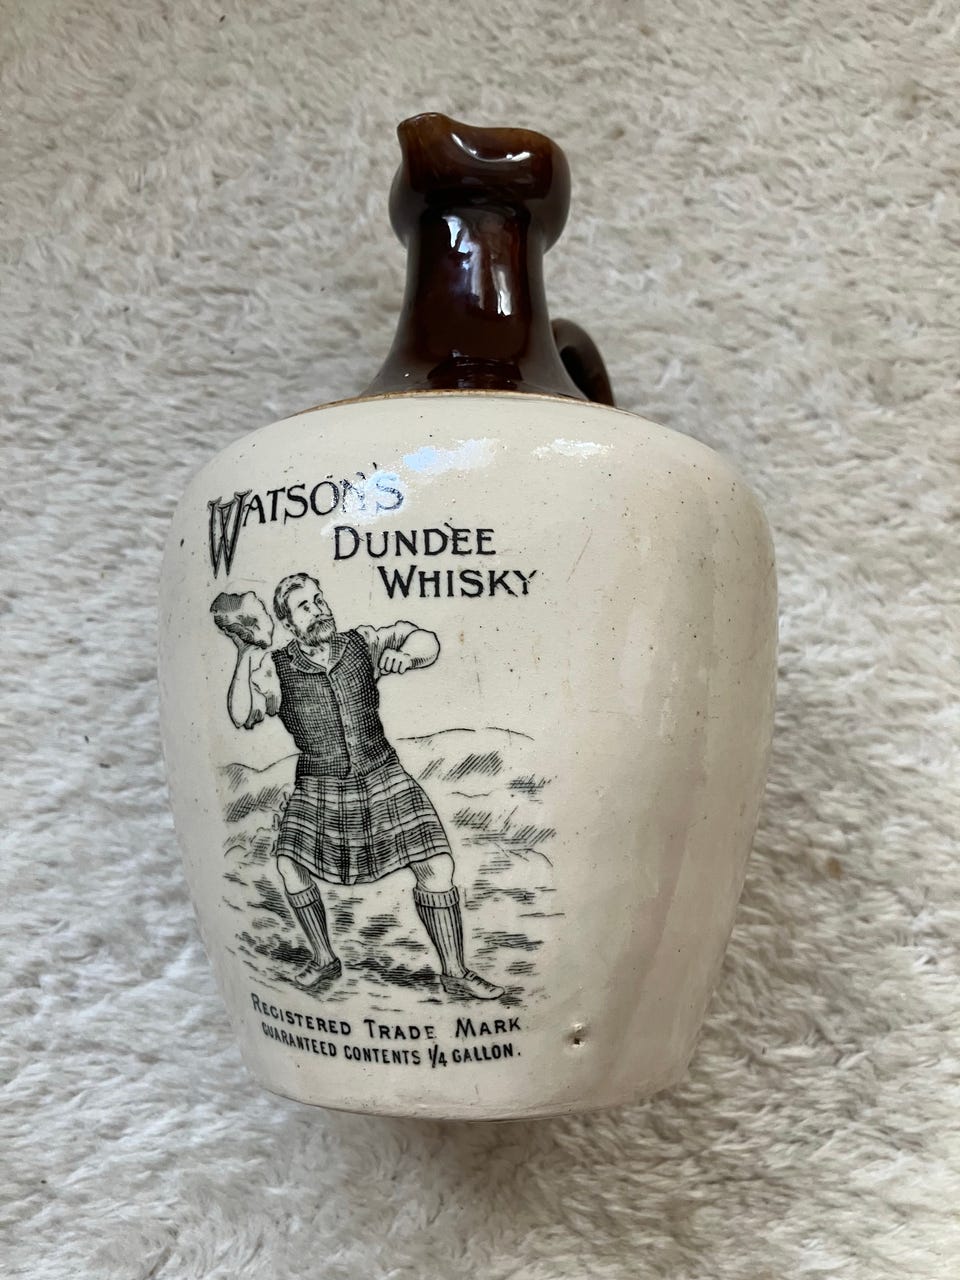 WATSON'S
DUNDEE
WHISKY
REGISTERED TRADE MARK.
GUARANTEED CONTENTS 1/4 GALLON.